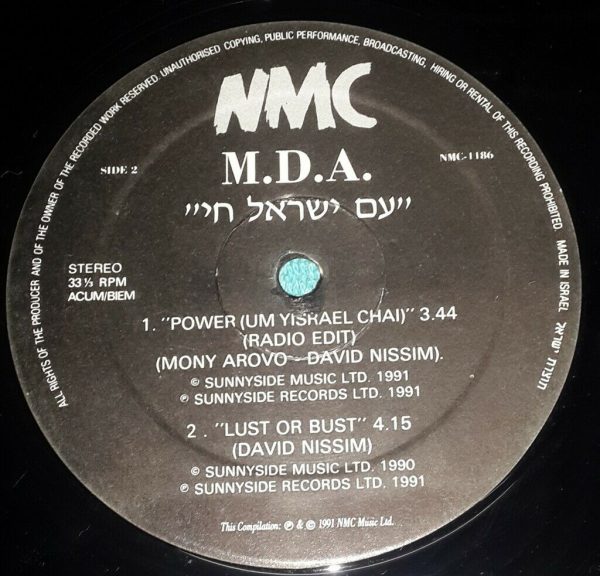 ALL RIGHTS OF THE PRODUCER AND OF THE OWNER OF THE RECORDED WORK RESERVED. UNAUTHORISED COPYING, PUBLIC PERFORMANCE, BROADCASTING, HIRING OR RENTAL OF THIS RECORDING PROHIBITED. MADE IN ISRAEL תוצרת ישראל
NMC
SIDE 2
M.D.A.
NMC-1186
"עם ישראל חי"
STEREO
33 ⅓ RPM
ACUM/BIEM
1. "POWER (UM YISRAEL CHAI)" 3.44
(RADIO EDIT)
(MONY AROVO - DAVID NISSIM).
© SUNNYSIDE MUSIC LTD. 1991
℗ SUNNYSIDE RECORDS LTD. 1991
2. "LUST OR BUST" 4.15
(DAVID NISSIM)
© SUNNYSIDE MUSIC LTD. 1990
℗ SUNNYSIDE RECORDS LTD. 1991
This Compilation: ℗ & © 1991 NMC Music Ltd.